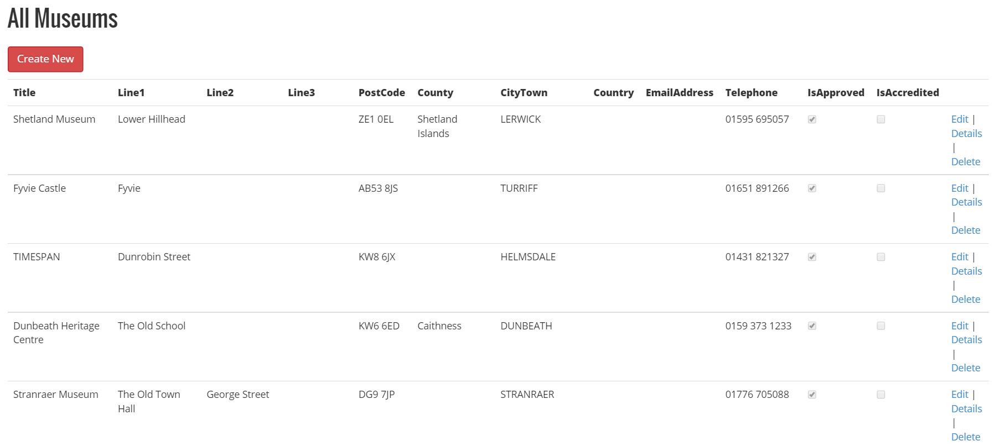 All Museums
Create New
Title Line1 Line2 Line3 PostCode County CityTown Country EmailAddress Telephone IsApproved IsAccredited
Shetland Museum Lower Hillhead ZE1 0EL Shetland LERWICK 01595 695057 Edit |
Islands Details
|
Delete
Fyvie Castle Fyvie AB53 8JS TURRIFF 01651 891266 Edit |
Details
|
Delete
TIMESPAN Dunrobin Street KW8 6JX HELMSDALE 01431 821327 Edit |
Details
|
Delete
Dunbeath Heritage The Old School KW6 6ED Caithness DUNBEATH 0159 373 1233 Edit |
Centre Details
|
Delete
Stranraer Museum The Old Town George Street DG9 7JP STRANRAER 01776 705088 Edit |
Hall Details
|
Delete